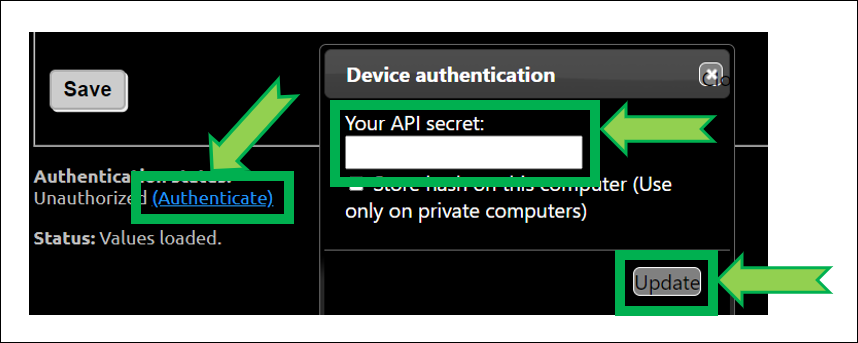 Save
Authentication status:
Unauthorized (Authenticate)
Status: Values loaded.
Device authentication
Your API secret:
Store hash on this computer (Use
only on private computers)
Update